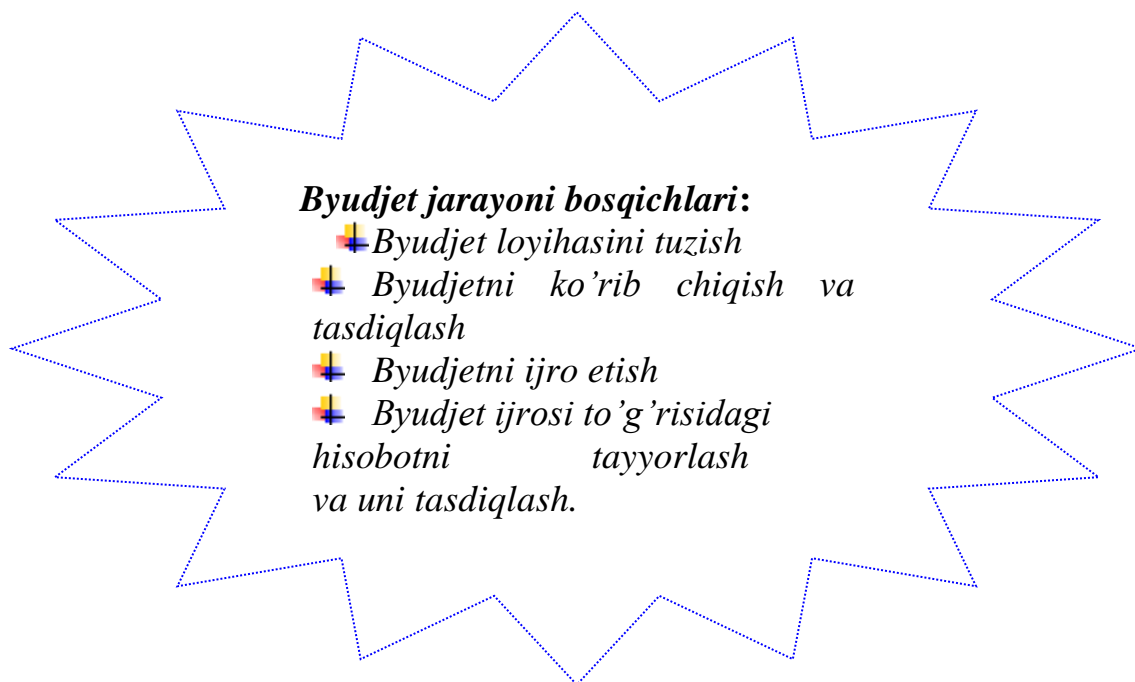 Byudjet jarayoni bosqichlari:
Byudjet loyihasini tuzish
Byudjetni ko’rib chiqish va
tasdiqlash
Byudjetni ijro etish
Byudjet ijrosi to’g’risidagi
hisobotni tayyorlash
va uni tasdiqlash.